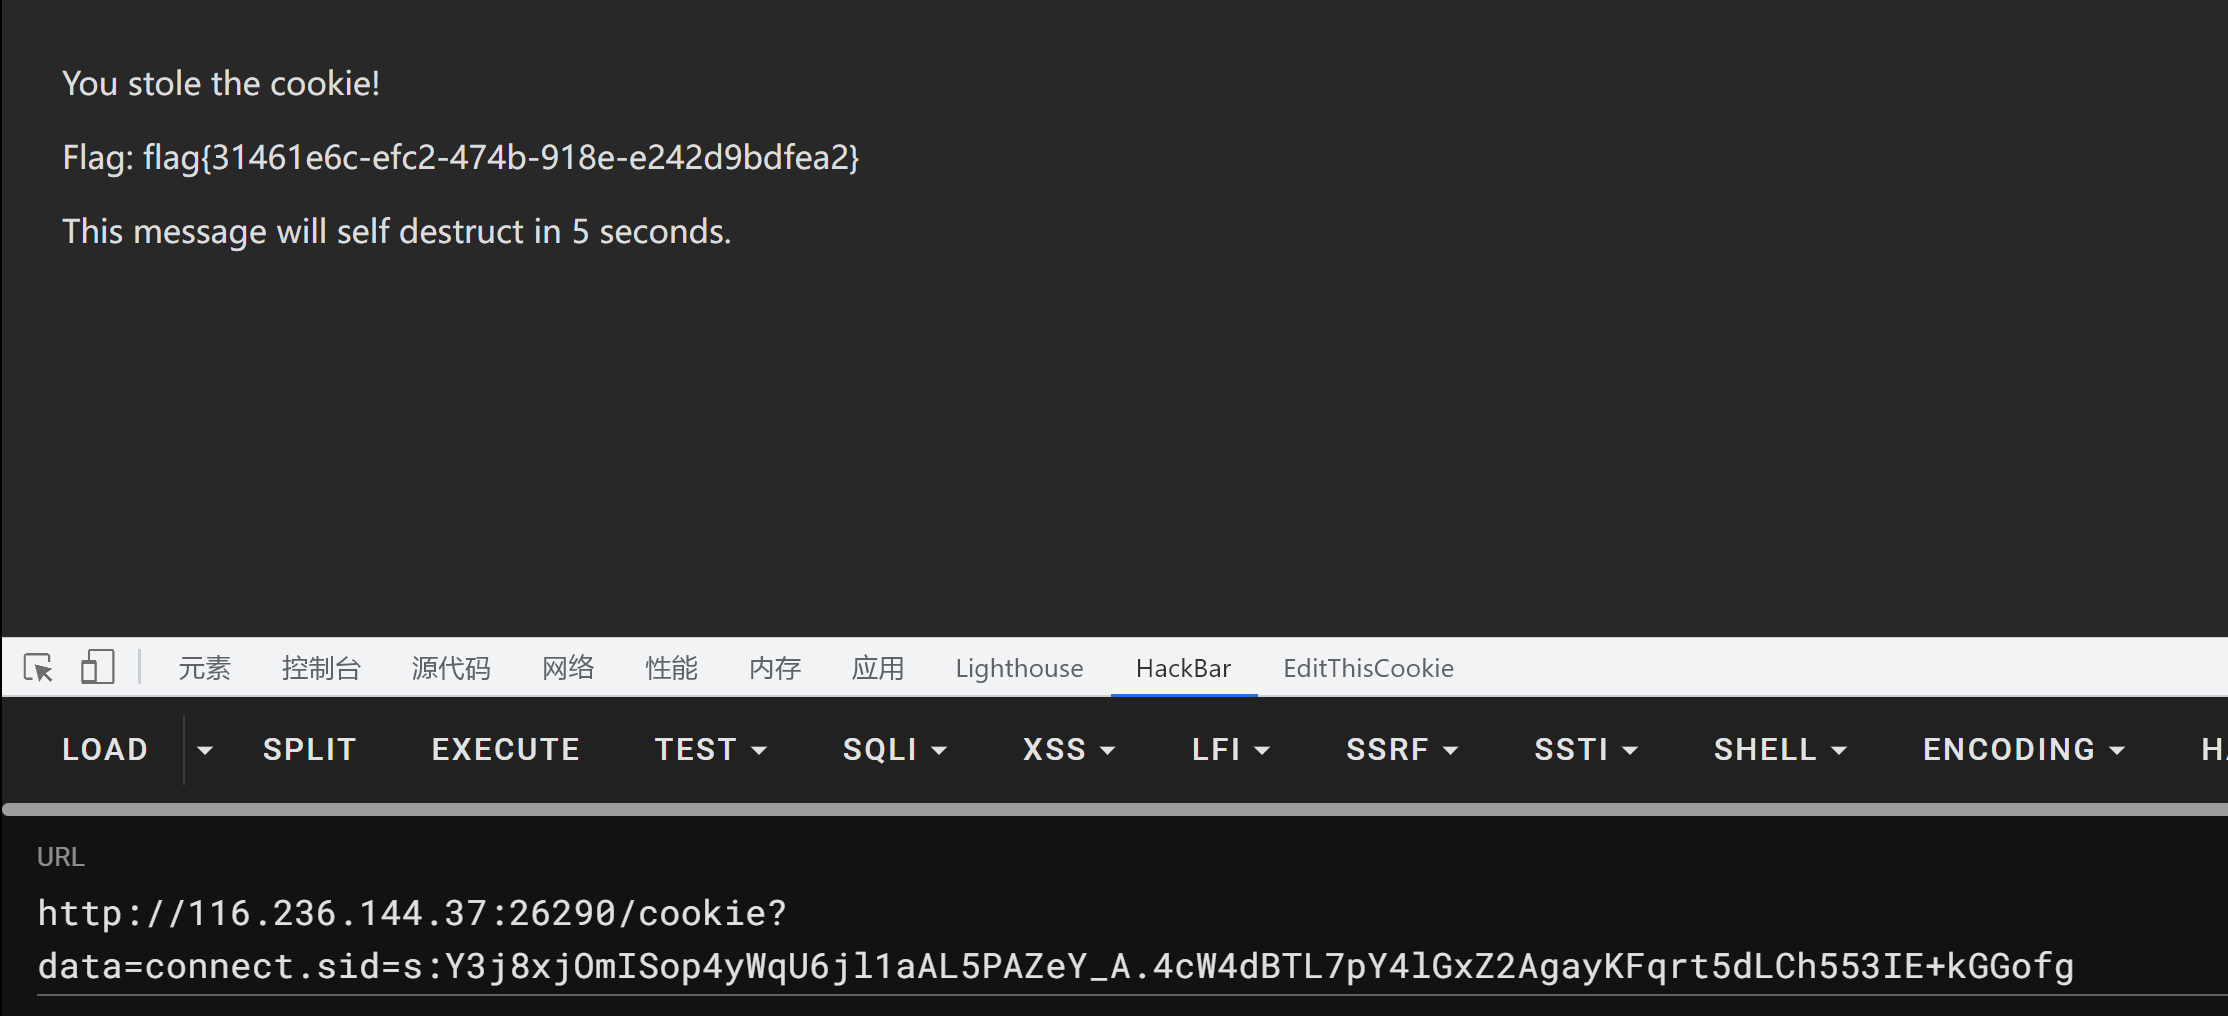 You stole the cookie!
Flag: flag{31461e6c-efc2-474b-918e-e242d9bdfea2}
This message will self destruct in 5 seconds.
元素 控制台 源代码 网络 性能 内存 应用 Lighthouse HackBar EditThisCookie
LOAD SPLIT EXECUTE TEST SQLI XSS LFI SSRF SSTI SHELL ENCODING
URL
http://116.236.144.37:26290/cookie?
data=connect.sid=s:Y3j8xjOmISop4yWqU6jl1aAL5PAZeY_A.4cW4dBTL7pY4lGxZ2AgayKFqrt5dLCh553IE+kGGofg